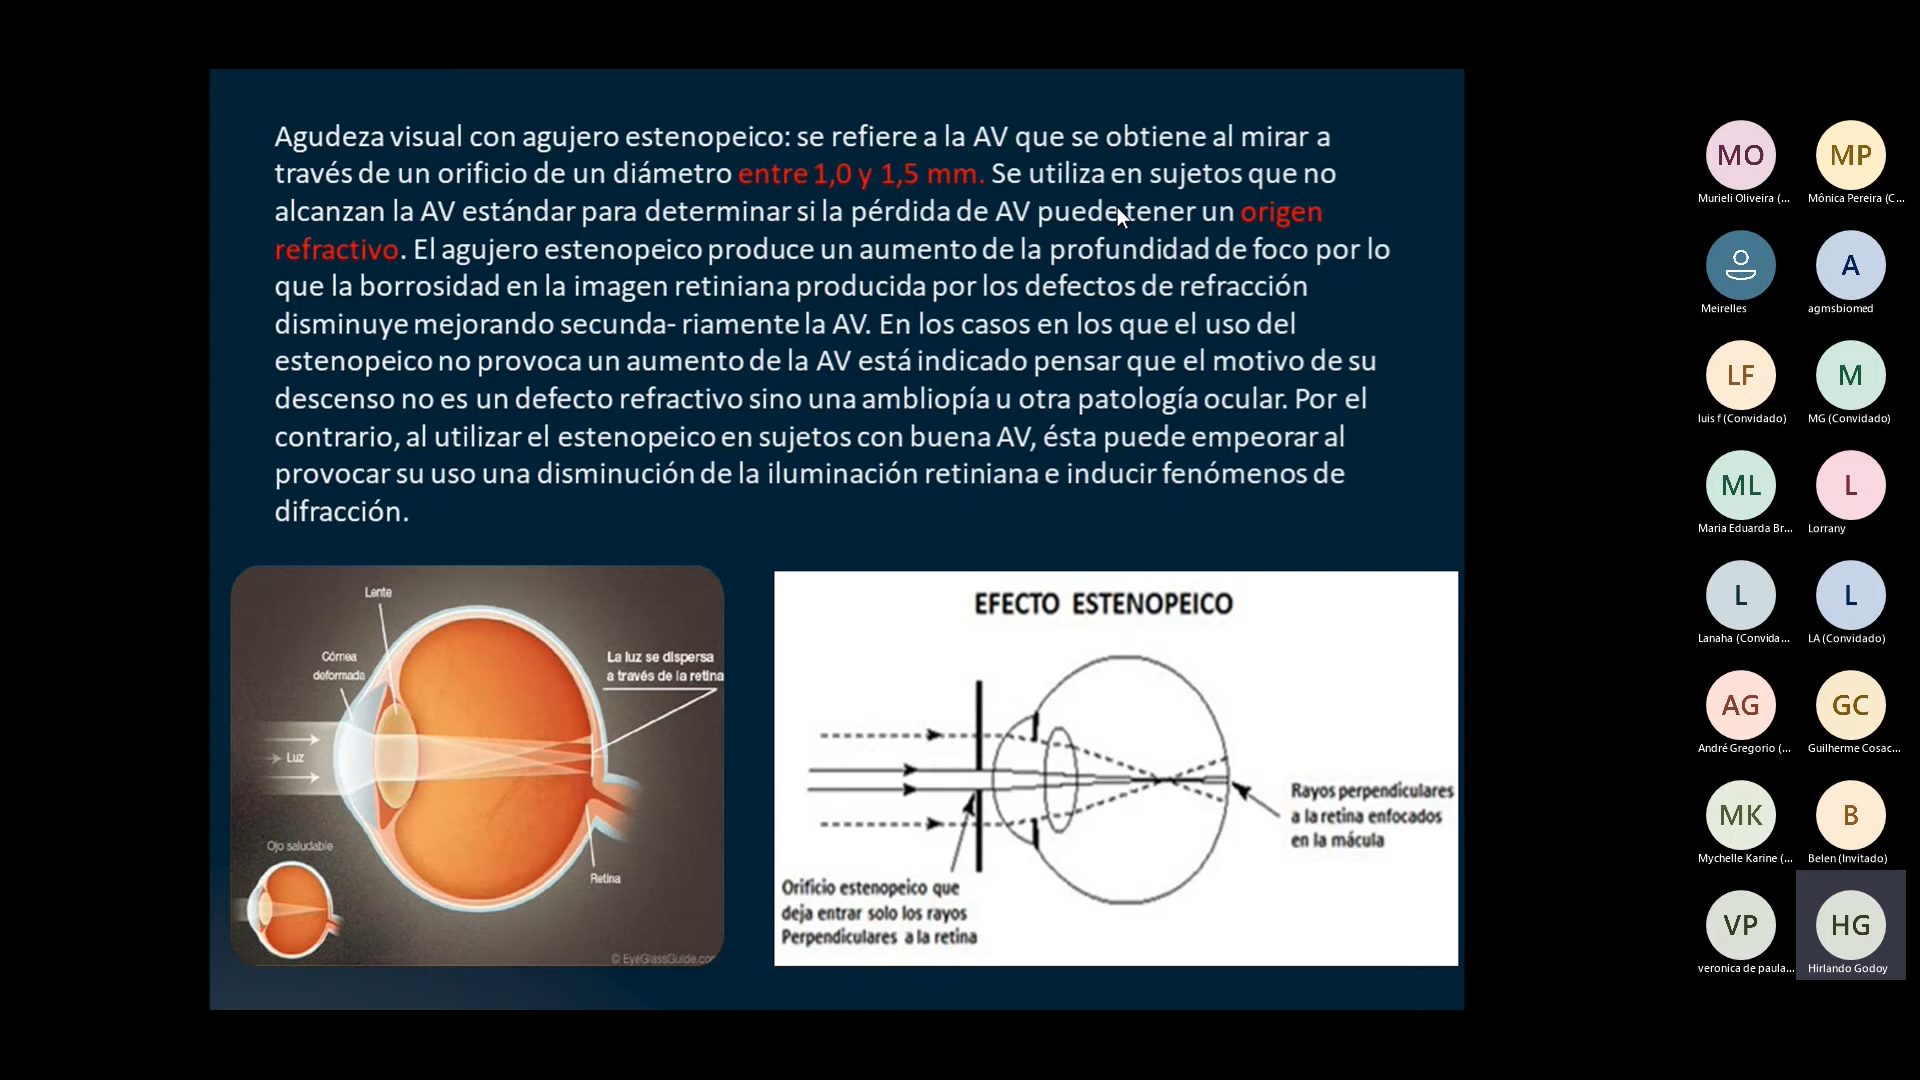 Agudeza visual con agujero estenopeico: se refiere a la AV que se obtiene al mirar a
través de un orificio de un diámetro entre 1,0 y 1,5 mm. Se utiliza en sujetos que no
alcanzan la AV estándar para determinar si la pérdida de AV puede tener un origen
refractivo. El agujero estenopeico produce un aumento de la profundidad de foco por lo
que la borrosidad en la imagen retiniana producida por los defectos de refracción
disminuye mejorando secunda- riamente la AV. En los casos en los que el uso del
estenopeico no provoca un aumento de la AV está indicado pensar que el motivo de su
descenso no es un defecto refractivo sino una ambliopía u otra patología ocular. Por el
contrario, al utilizar el estenopeico en sujetos con buena AV, ésta puede empeorar al
provocar su uso una disminución de la iluminación retiniana e inducir fenómenos de
difracción.
Lente
Córnea
deformada
La luz se dispersa
a través de la retina
Luz
Ojo saludable
Retina
© EyeGlassGuide.com
EFECTO ESTENOPEICO
Rayos perpendiculares
a la retina enfocados
en la mácula
Orificio estenopeico que
deja entrar solo los rayos
Perpendiculares a la retina
MO
MP
Murieli Oliveira (...
Mônica Pereira (C...
A
Meirelles
agmsbiomed
LF
M
luis f (Convidado)
MG (Convidado)
ML
L
Maria Eduarda Br...
Lorrany
L
L
Lanaha (Convida...
LA (Convidado)
AG
GC
André Gregorio (...
Guilherme Cosac...
MK
B
Mychelle Karine (...
Belen (Invitado)
VP
HG
veronica de paula...
Hirlando Godoy